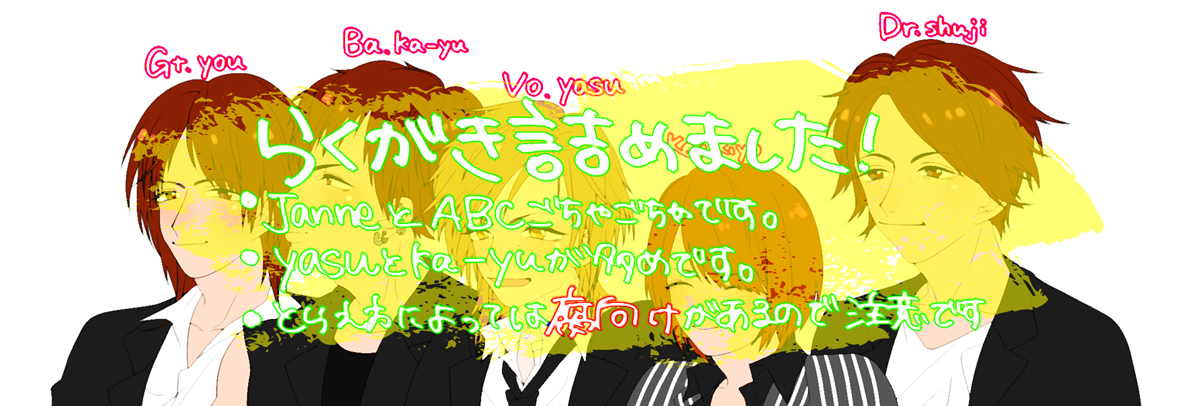 Gt. you
Ba. ka-yu
Vo. yasu
Dr. shuji
らくがき詰めました!
・JanneとABCごちゃごちゃです。
・yasuとka-yuが多めです。
・とらえ方によっては腐向けがあるので注意です